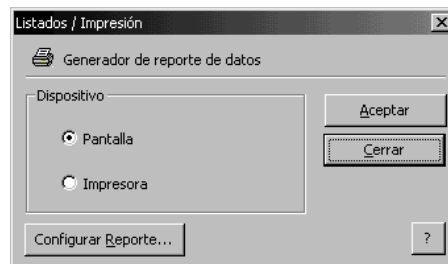 Listados / Impresión
Generador de reporte de datos
Dispositivo
Pantalla
Impresora
Aceptar
Cerrar
Configurar Reporte...
?